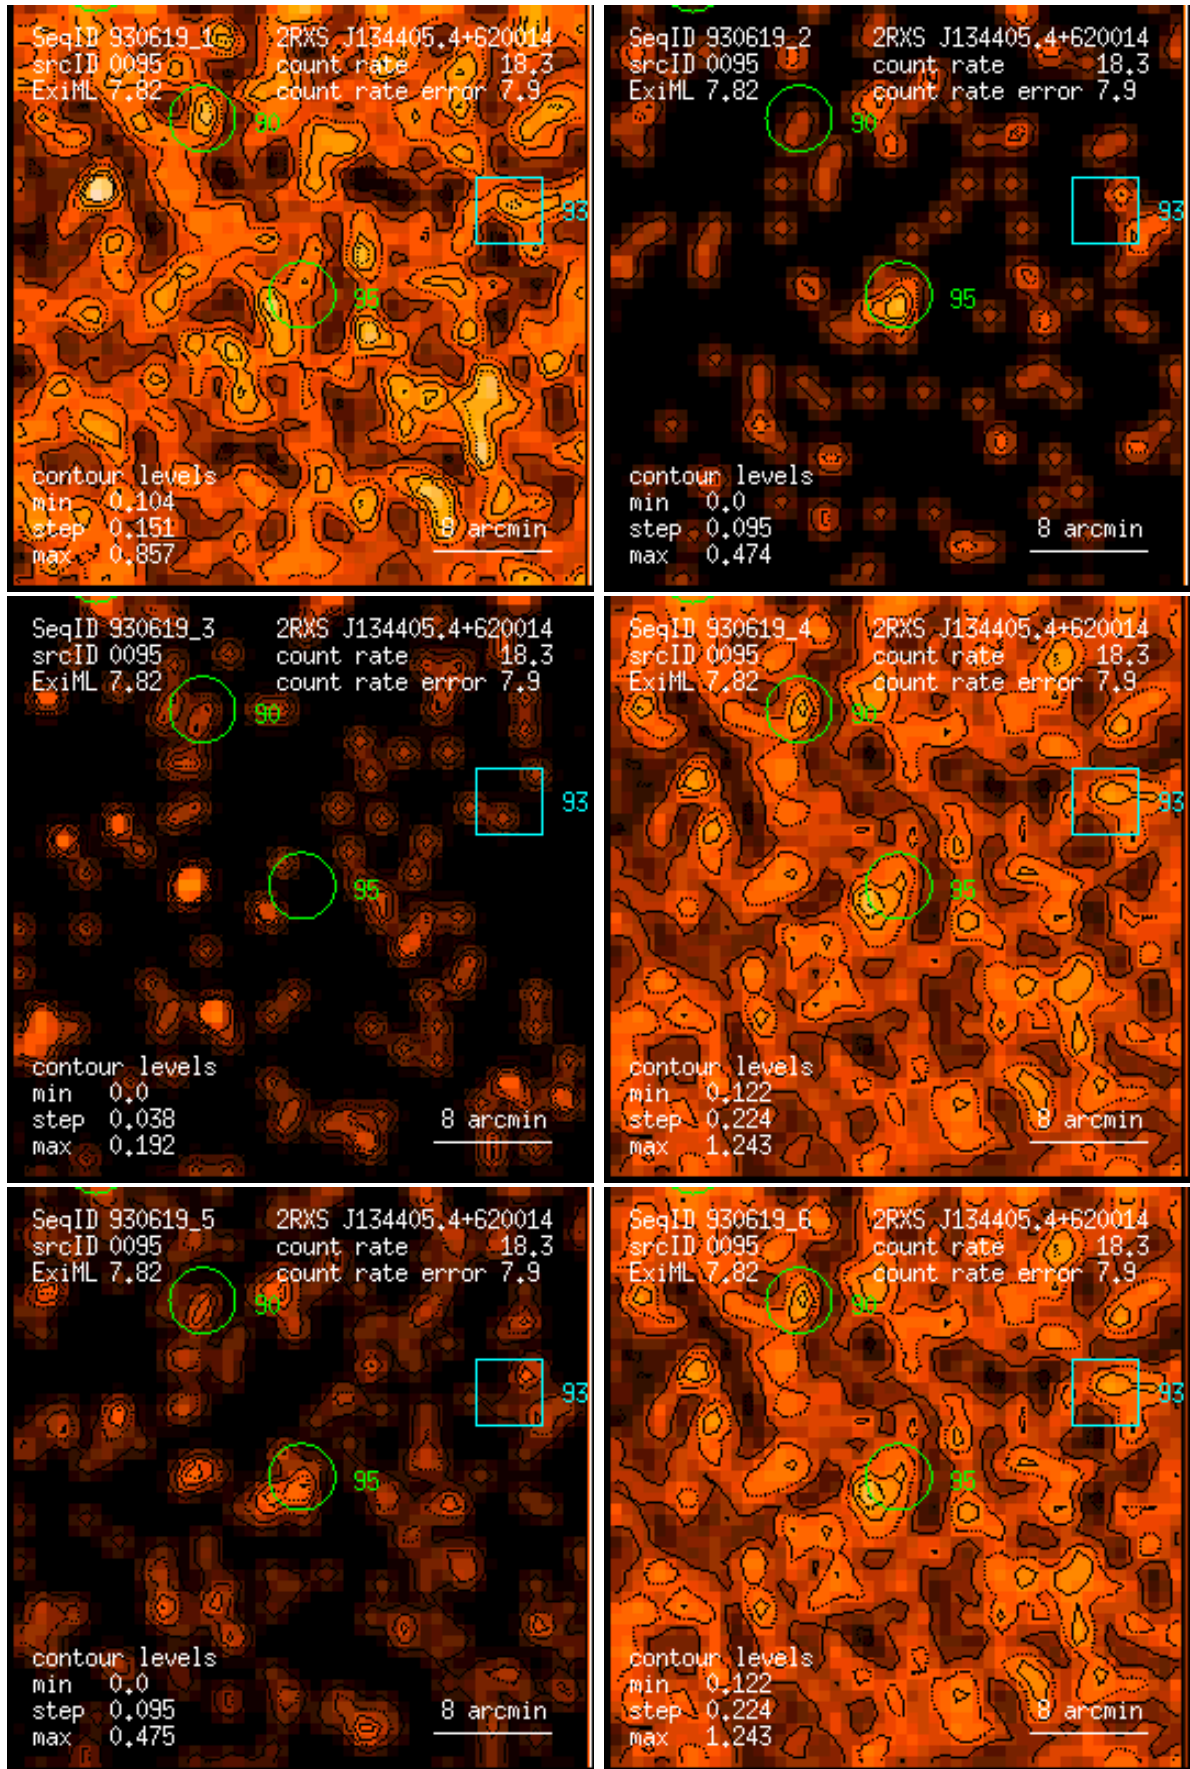 SeqID 930619_1 2RXS J134405.4+620014
srcID 0095 count rate 18.3
ExiML 7.82 count rate error 7.9
90
93
95
contour levels
min 0.104
step 0.151
max 0.857
8 arcmin
SeqID 930619_2 2RXS J134405.4+620014
srcID 0095 count rate 18.3
ExiML 7.82 count rate error 7.9
90
93
95
contour levels
min 0.0
step 0.095
max 0.474
8 arcmin
SeqID 930619_3 2RXS J134405.4+620014
srcID 0095 count rate 18.3
ExiML 7.82 count rate error 7.9
90
93
95
contour levels
min 0.0
step 0.038
max 0.192
8 arcmin
SeqID 930619_4 2RXS J134405.4+620014
srcID 0095 count rate 18.3
ExiML 7.82 count rate error 7.9
90
93
95
contour levels
min 0.122
step 0.224
max 1.243
8 arcmin
SeqID 930619_5 2RXS J134405.4+620014
srcID 0095 count rate 18.3
ExiML 7.82 count rate error 7.9
90
93
95
contour levels
min 0.0
step 0.095
max 0.475
8 arcmin
SeqID 930619_6 2RXS J134405.4+620014
srcID 0095 count rate 18.3
ExiML 7.82 count rate error 7.9
90
93
95
contour levels
min 0.122
step 0.224
max 1.243
8 arcmin